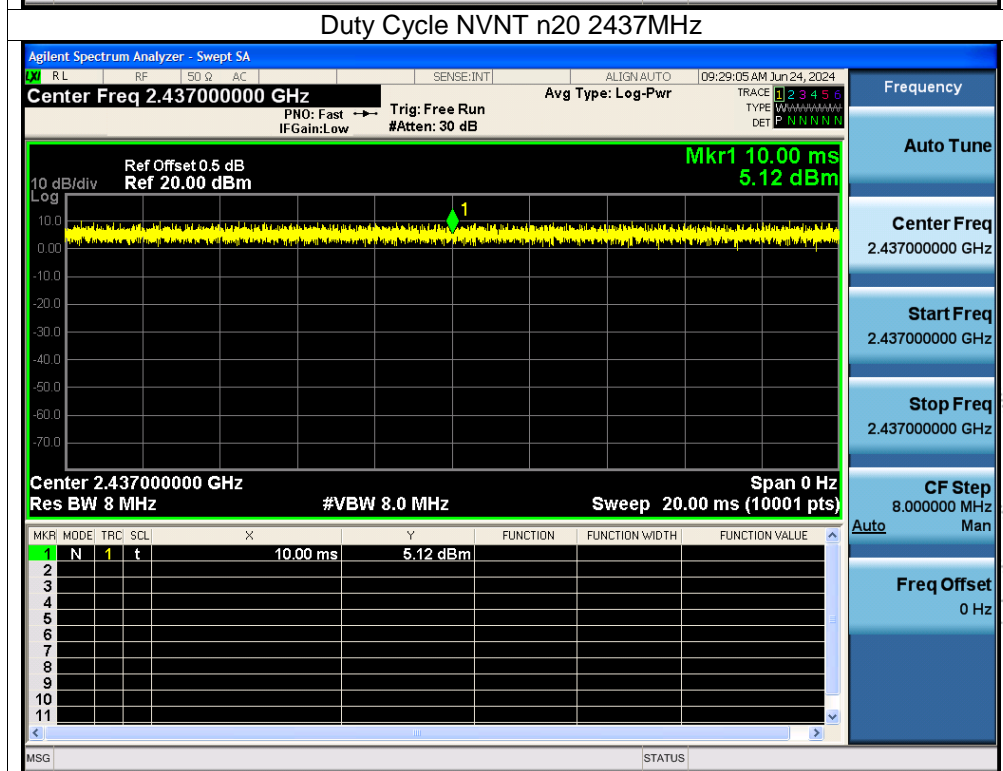 Duty Cycle NVNT n20 2437MHz
Agilent Spectrum Analyzer - Swept SA
LXI RL RF 50 Ω AC SENSE:INT ALIGN AUTO 09:29:05 AM Jun 24, 2024
Center Freq 2.437000000 GHz
Avg Type: Log-Pwr
TRACE 1 2 3 4 5 6
PNO: Fast Trig: Free Run
TYPE WWWWWW
IFGain:Low #Atten: 30 dB
DET P N N N N N
Mkr1 10.00 ms
Ref Offset 0.5 dB
10 dB/div Ref 20.00 dBm 5.12 dBm
Log
1
10.0
0.00
-10.0
-20.0
-30.0
-40.0
-50.0
-60.0
-70.0
Center 2.437000000 GHz Span 0 Hz
Res BW 8 MHz #VBW 8.0 MHz Sweep 20.00 ms (10001 pts)
MKR MODE TRC SCL X Y FUNCTION FUNCTION WIDTH FUNCTION VALUE
1 N 1 t 10.00 ms 5.12 dBm
2
3
4
5
6
7
8
9
10
11
MSG STATUS
Frequency
Auto Tune
Center Freq
2.437000000 GHz
Start Freq
2.437000000 GHz
Stop Freq
2.437000000 GHz
CF Step
8.000000 MHz
Auto Man
Freq Offset
0 Hz